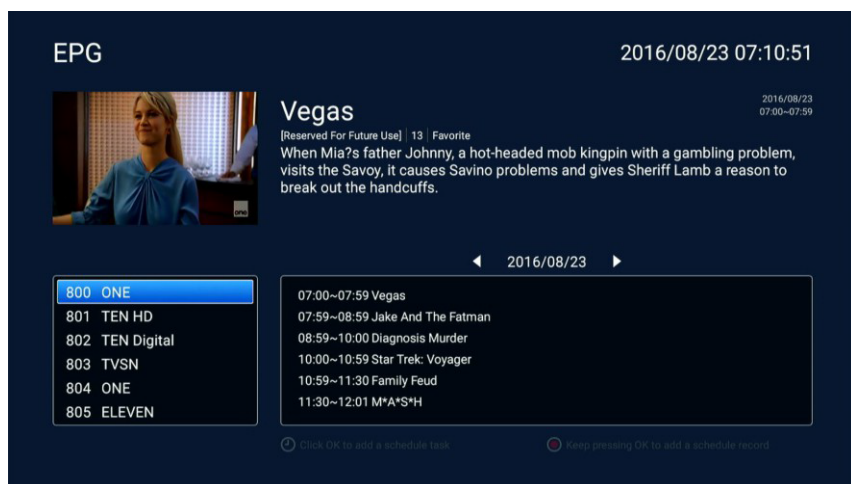 EPG
2016/08/23 07:10:51
one
Vegas
2016/08/23
07:00~07:59
[Reserved For Future Use] | 13 | Favorite
When Mia?s father Johnny, a hot-headed mob kingpin with a gambling problem,
visits the Savoy, it causes Savino problems and gives Sheriff Lamb a reason to
break out the handcuffs.
2016/08/23
800 ONE
801 TEN HD
802 TEN Digital
803 TVSN
804 ONE
805 ELEVEN
07:00~07:59 Vegas
07:59~08:59 Jake And The Fatman
08:59~10:00 Diagnosis Murder
10:00~10:59 Star Trek: Voyager
10:59~11:30 Family Feud
11:30~12:01 M*A*S*H
Click OK to add a schedule task
Keep pressing OK to add a schedule record